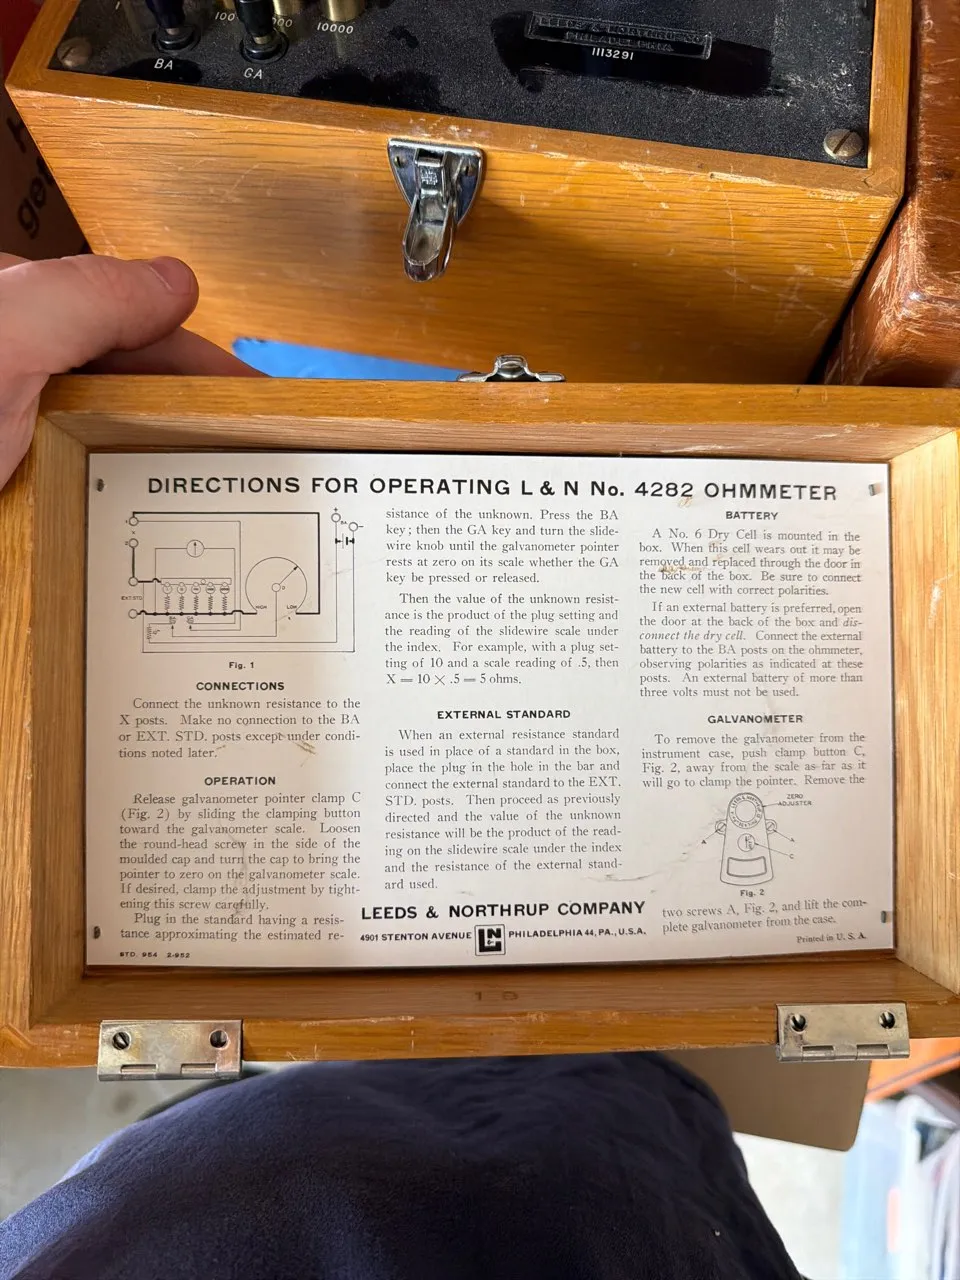 100
10000
BA
GA
LEEDS & NORTHRUP CO.
PHILADELPHIA
1113291
DIRECTIONS FOR OPERATING L & N No. 4282 OHMMETER
+
X
EXT. STD.
BA
+
−
HIGH
LOW
BA
GA
Fig. 1
CONNECTIONS
Connect the unknown resistance to the
X posts. Make no connection to the BA
or EXT. STD. posts except under condi-
tions noted later.
OPERATION
Release galvanometer pointer clamp C
(Fig. 2) by sliding the clamping button
toward the galvanometer scale. Loosen
the round-head screw in the side of the
moulded cap and turn the cap to bring the
pointer to zero on the galvanometer scale.
If desired, clamp the adjustment by tight-
ening this screw carefully.
Plug in the standard having a resis-
tance approximating the estimated re-
STD. 954 2-952
sistance of the unknown. Press the BA
key; then the GA key and turn the slide-
wire knob until the galvanometer pointer
rests at zero on its scale whether the GA
key be pressed or released.
Then the value of the unknown resist-
ance is the product of the plug setting and
the reading of the slidewire scale under
the index. For example, with a plug set-
ting of 10 and a scale reading of .5, then
X = 10 × .5 = 5 ohms.
EXTERNAL STANDARD
When an external resistance standard
is used in place of a standard in the box,
place the plug in the hole in the bar and
connect the external standard to the EXT.
STD. posts. Then proceed as previously
directed and the value of the unknown
resistance will be the product of the read-
ing on the slidewire scale under the index
and the resistance of the external stand-
ard used.
LEEDS & NORTHRUP COMPANY
4901 STENTON AVENUE L&N PHILADELPHIA 44, PA., U.S.A.
BATTERY
A No. 6 Dry Cell is mounted in the
box. When this cell wears out it may be
removed and replaced through the door in
the back of the box. Be sure to connect
the new cell with correct polarities.
If an external battery is preferred, open
the door at the back of the box and dis-
connect the dry cell. Connect the external
battery to the BA posts on the ohmmeter,
observing polarities as indicated at these
posts. An external battery of more than
three volts must not be used.
GALVANOMETER
To remove the galvanometer from the
instrument case, push clamp button C,
Fig. 2, away from the scale as far as it
will go to clamp the pointer. Remove the
ZERO
ADJUSTER
A
A
C
Fig. 2
two screws A, Fig. 2, and lift the com-
plete galvanometer from the case.
Printed in U. S. A.